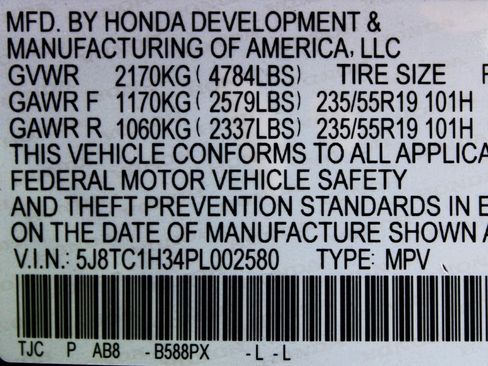 MFD. BY HONDA DEVELOPMENT &
MANUFACTURING OF AMERICA, LLC
GVWR 2170KG ( 4784LBS) TIRE SIZE
GAWR F 1170KG ( 2579LBS) 235/55R19 101H
GAWR R 1060KG ( 2337LBS) 235/55R19 101H
THIS VEHICLE CONFORMS TO ALL APPLICA
FEDERAL MOTOR VEHICLE SAFETY
AND THEFT PREVENTION STANDARDS IN E
ON THE DATE OF MANUFACTURE SHOWN A
V.I.N.: 5J8TC1H34PL002580 TYPE: MPV
TJC P AB8 - B588PX - L - L